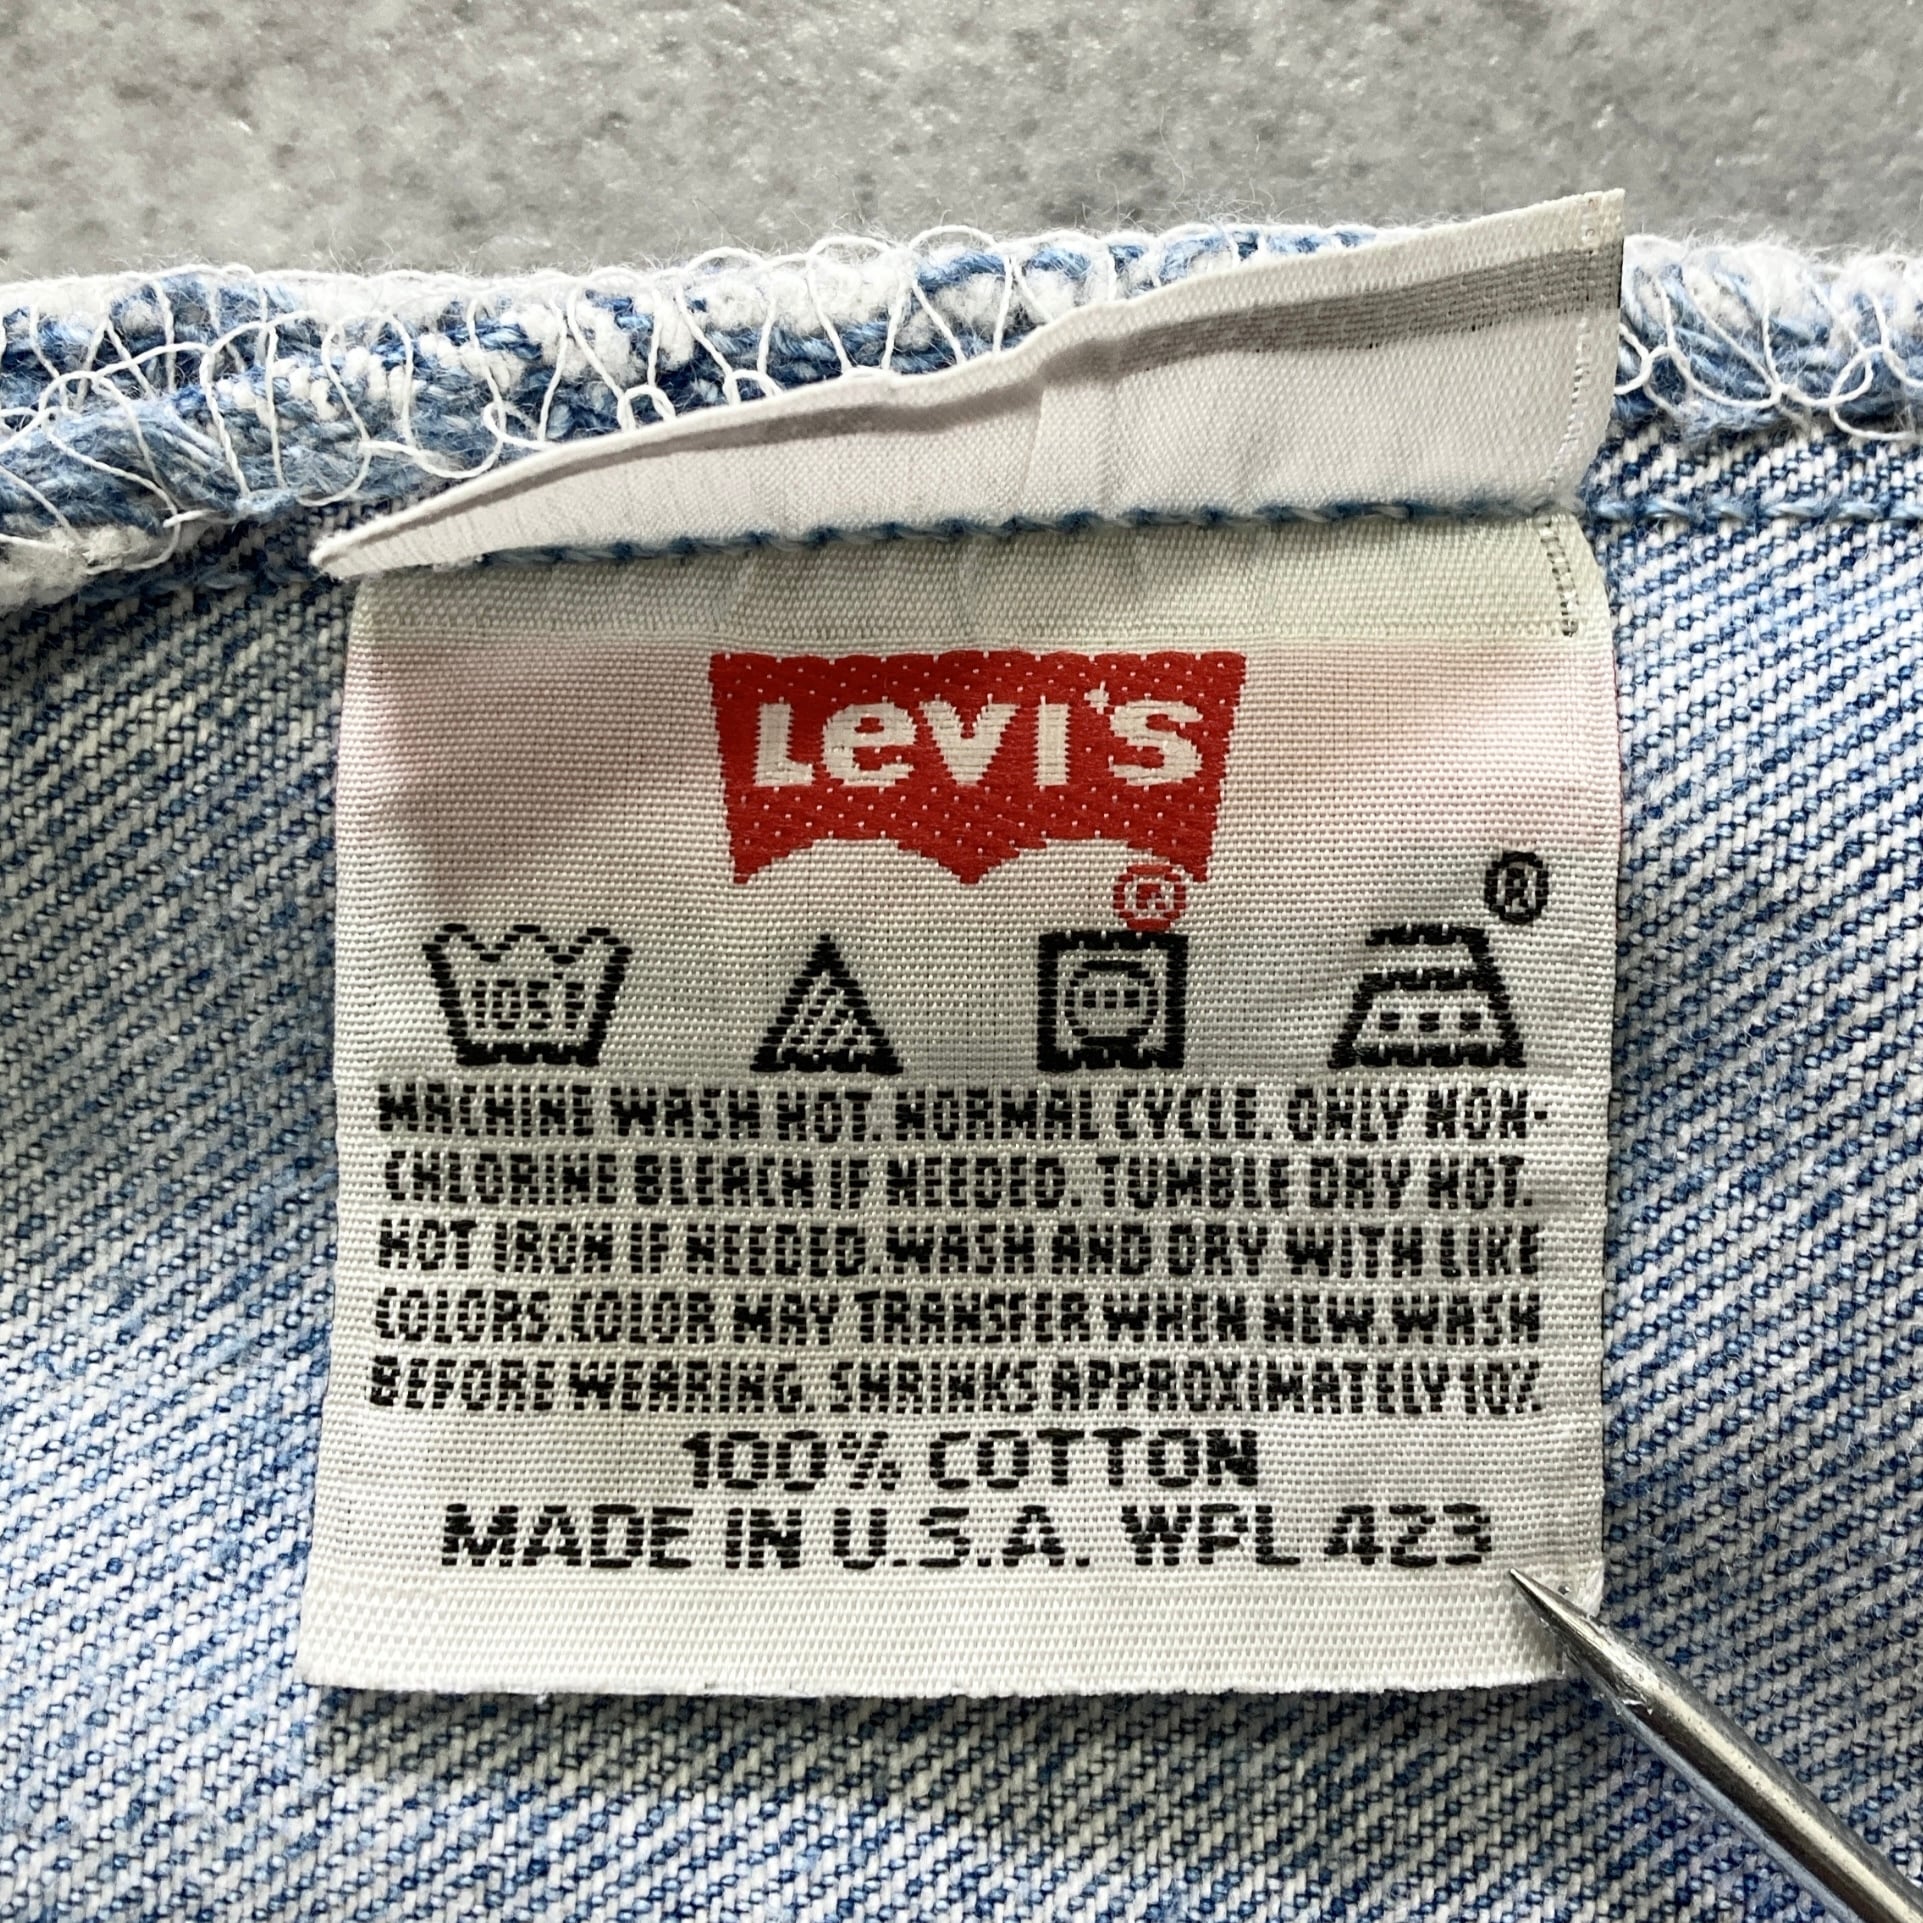 Levi's
®
®
105F
MACHINE WASH HOT. NORMAL CYCLE. ONLY NON-
CHLORINE BLEACH IF NEEDED. TUMBLE DRY HOT.
HOT IRON IF NEEDED. WASH AND DRY WITH LIKE
COLORS. COLOR MAY TRANSFER WHEN NEW. WASH
BEFORE WEARING. SHRINKS APPROXIMATELY 10%
100% COTTON
MADE IN U.S.A. WPL 423